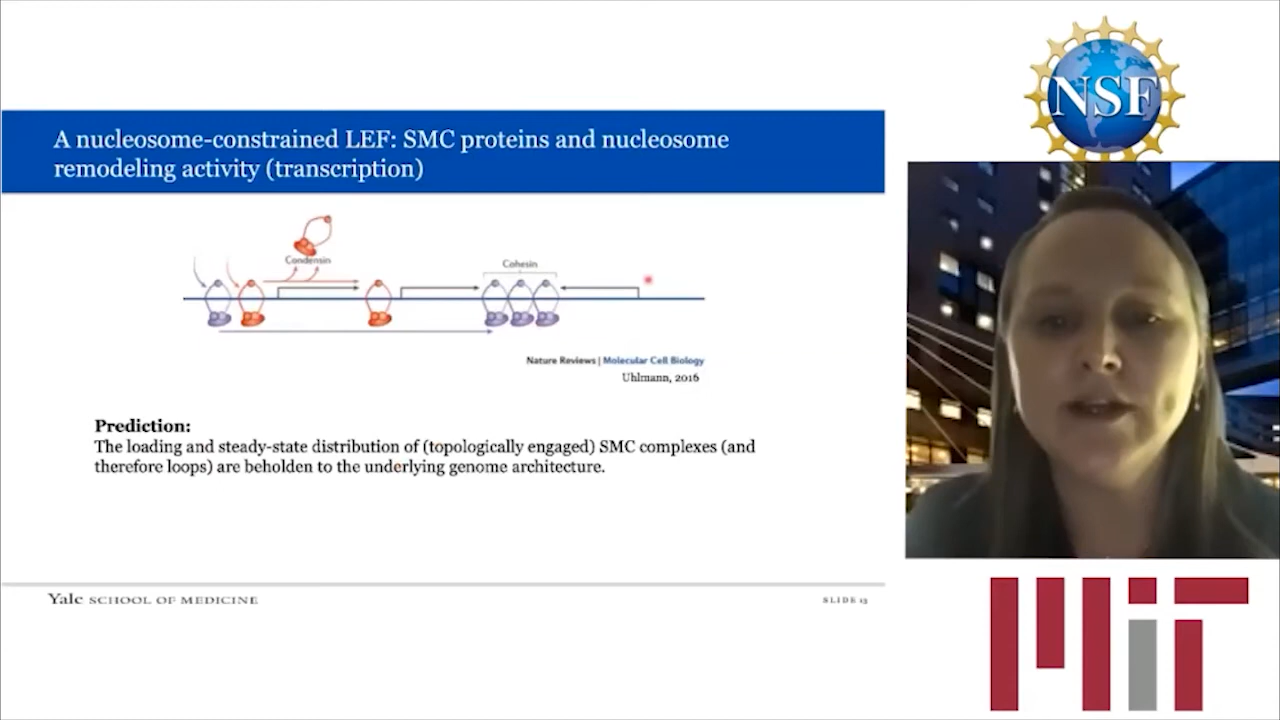 NSF
A nucleosome-constrained LEF: SMC proteins and nucleosome
remodeling activity (transcription)
Condensin
Cohesin
Nature Reviews | Molecular Cell Biology
Uhlmann, 2016
Prediction:
The loading and steady-state distribution of (topologically engaged) SMC complexes (and
therefore loops) are beholden to the underlying genome architecture.
Yale SCHOOL OF MEDICINE
SLIDE 13
MIT